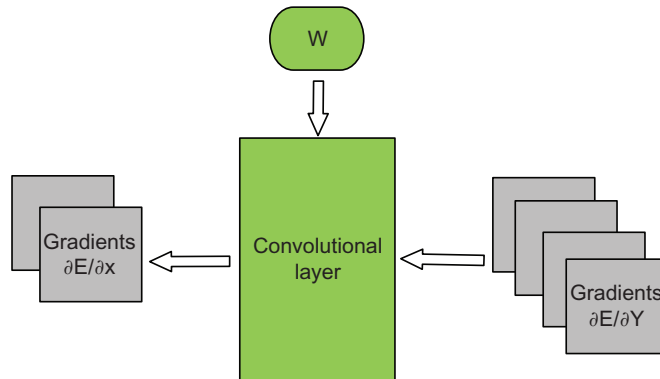 W
Gradients
∂E/∂x
Convolutional
layer
Gradients
∂E/∂Y